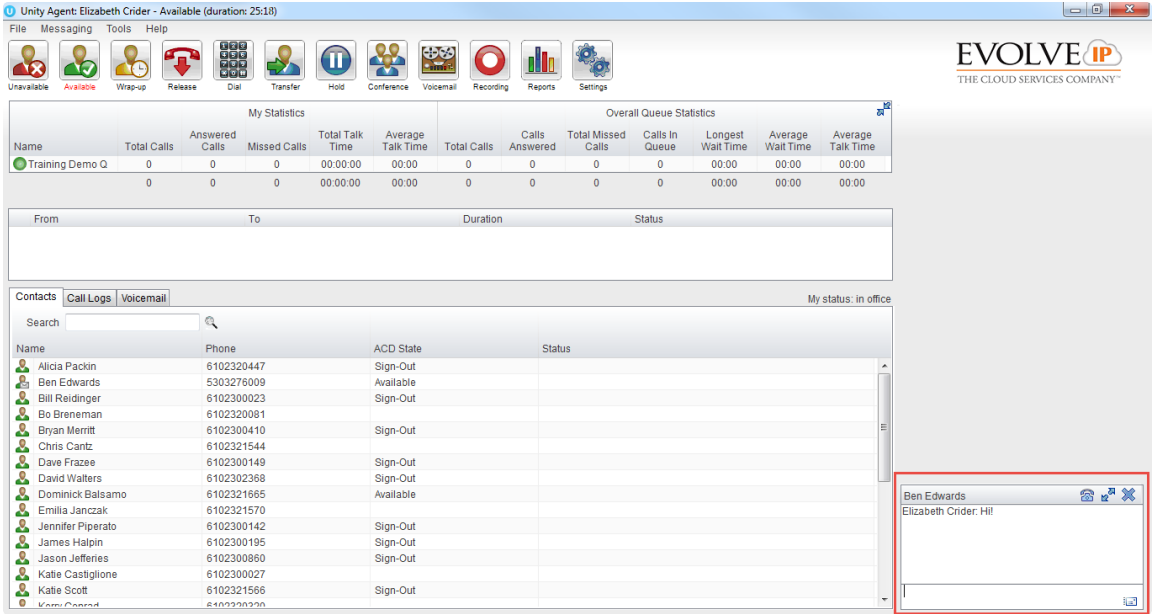 Unity Agent: Elizabeth Crider - Available (duration: 25:18)
File Messaging Tools Help
Unavailable Available Wrap-up Release Dial Transfer Hold Conference Voicemail Recording Reports Settings
EVOLVE IP
THE CLOUD SERVICES COMPANY™
My Statistics Overall Queue Statistics
Name Total Calls Answered Calls Missed Calls Total Talk Time Average Talk Time Total Calls Calls Answered Total Missed Calls Calls In Queue Longest Wait Time Average Wait Time Average Talk Time
Training Demo Q 0 0 0 00:00:00 00:00 0 0 0 0 00:00 00:00 00:00
0 0 0 00:00:00 00:00 0 0 0 0 00:00 00:00 00:00
From To Duration Status
Contacts Call Logs Voicemail My status: in office
Search
Name Phone ACD State Status
Alicia Packin 6102320447 Sign-Out
Ben Edwards 5303276009 Available
Bill Reidinger 6102300023 Sign-Out
Bo Breneman 6102320081
Bryan Merritt 6102300410 Sign-Out
Chris Cantz 6102321544
Dave Frazee 6102300149 Sign-Out
David Walters 6102302368 Sign-Out
Dominick Balsamo 6102321665 Available
Emilia Janczak 6102321570
Jennifer Piperato 6102300142 Sign-Out
James Halpin 6102300195 Sign-Out
Jason Jefferies 6102300860 Sign-Out
Katie Castiglione 6102300027
Katie Scott 6102321566 Sign-Out
Kerry Conrad 6102320320
Ben Edwards
Elizabeth Crider: Hi!